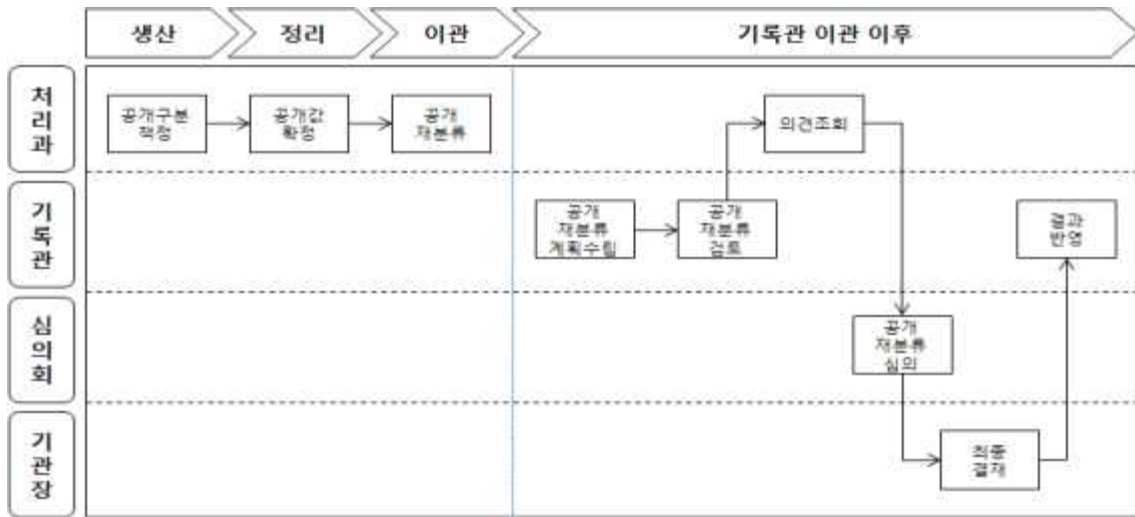 생산
정리
이관
기록관 이관 이후
처리과
공개구분
책정
공개값
확정
공개
재분류
의견조회
기록관
공개
재분류
계획수립
공개
재분류
검토
결과
반영
심의회
공개
재분류
심의
기관장
최종
결재